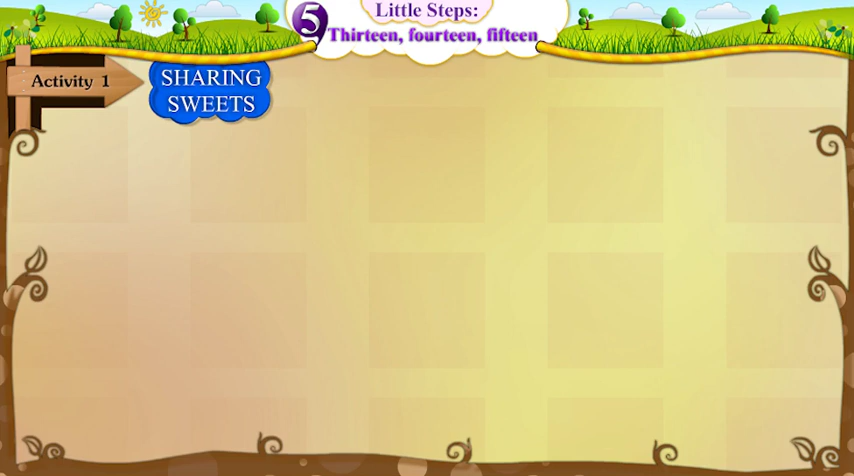 5
Little Steps:
Thirteen, fourteen, fifteen
Activity 1
SHARING
SWEETS